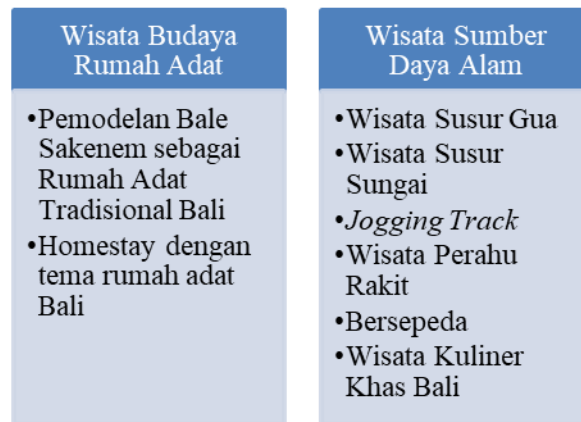 Wisata Budaya
Rumah Adat
•Pemodelan Bale
Sakenem sebagai
Rumah Adat
Tradisional Bali
•Homestay dengan
tema rumah adat
Bali
Wisata Sumber
Daya Alam
•Wisata Susur Gua
•Wisata Susur
Sungai
•Jogging Track
•Wisata Perahu
Rakit
•Bersepeda
•Wisata Kuliner
Khas Bali